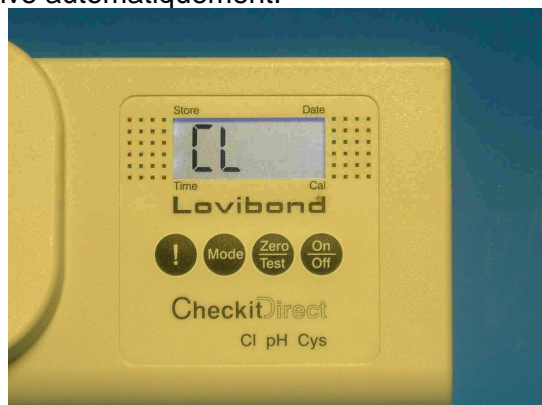 Store Date
CL
Time Cal
Lovibond
! Mode Zero Test On Off
CheckitDirect
Cl pH Cys